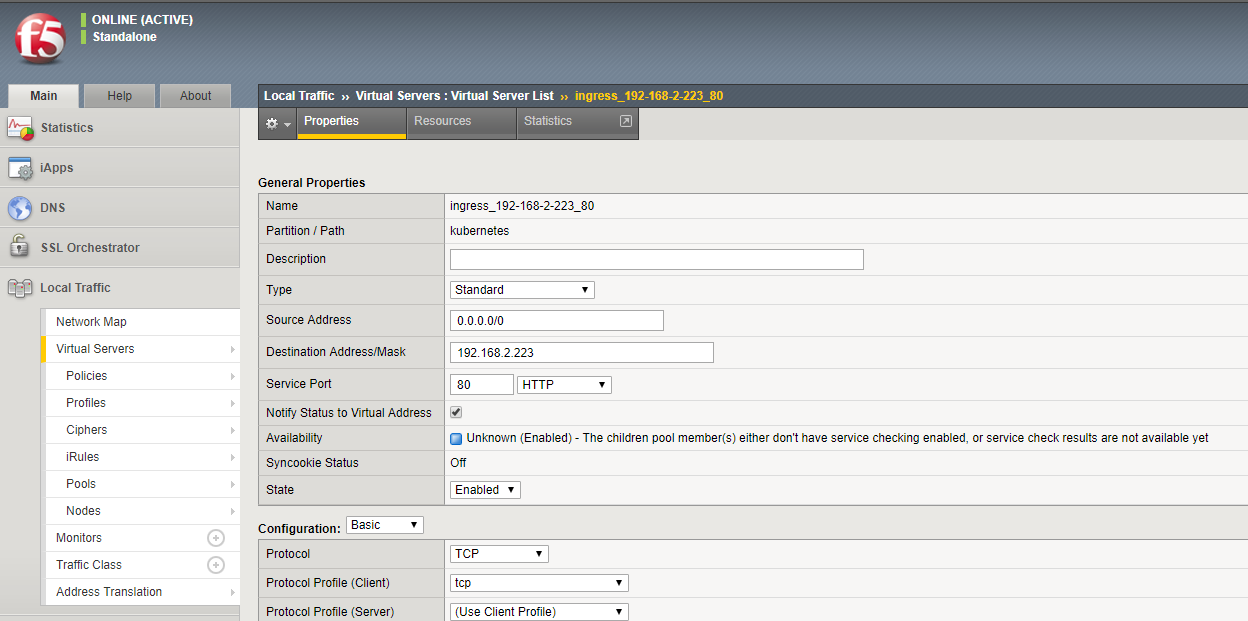 f5
ONLINE (ACTIVE)
Standalone
Main
Help
About
Statistics
iApps
DNS
SSL Orchestrator
Local Traffic
Network Map
Virtual Servers
Policies
Profiles
Ciphers
iRules
Pools
Nodes
Monitors
Traffic Class
Address Translation
Local Traffic ›› Virtual Servers : Virtual Server List ›› ingress_192-168-2-223_80
Properties
Resources
Statistics
General Properties
Name ingress_192-168-2-223_80
Partition / Path kubernetes
Description
Type Standard
Source Address 0.0.0.0/0
Destination Address/Mask 192.168.2.223
Service Port 80 HTTP
Notify Status to Virtual Address
Availability Unknown (Enabled) - The children pool member(s) either don't have service checking enabled, or service check results are not available yet
Syncookie Status Off
State Enabled
Configuration: Basic
Protocol TCP
Protocol Profile (Client) tcp
Protocol Profile (Server) (Use Client Profile)